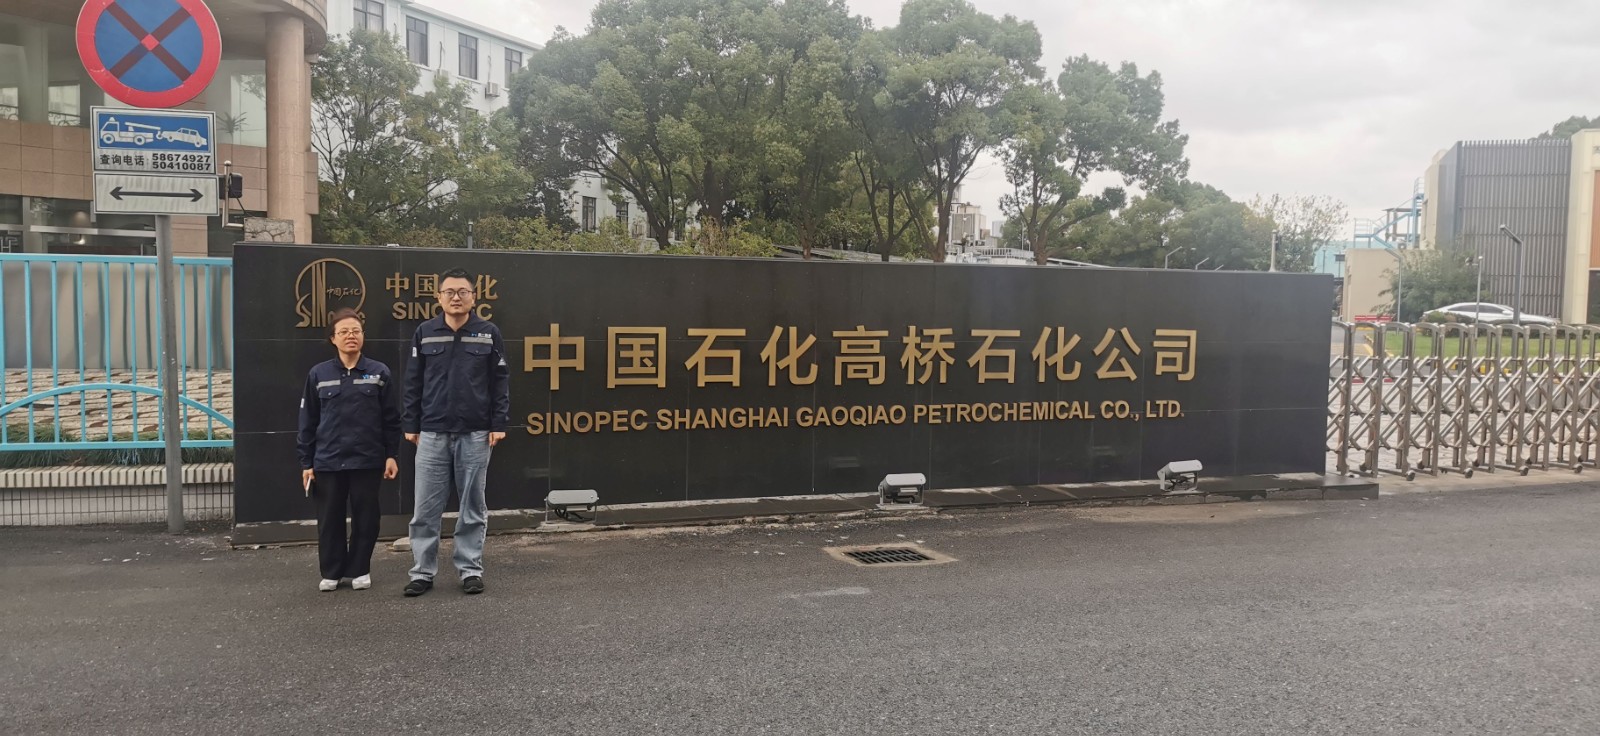 查询电话 58674927
50410087
中国石化
SINOPEC
中国石化
SINOPEC
中国石化高桥石化公司
SINOPEC SHANGHAI GAOQIAO PETROCHEMICAL CO., LTD.